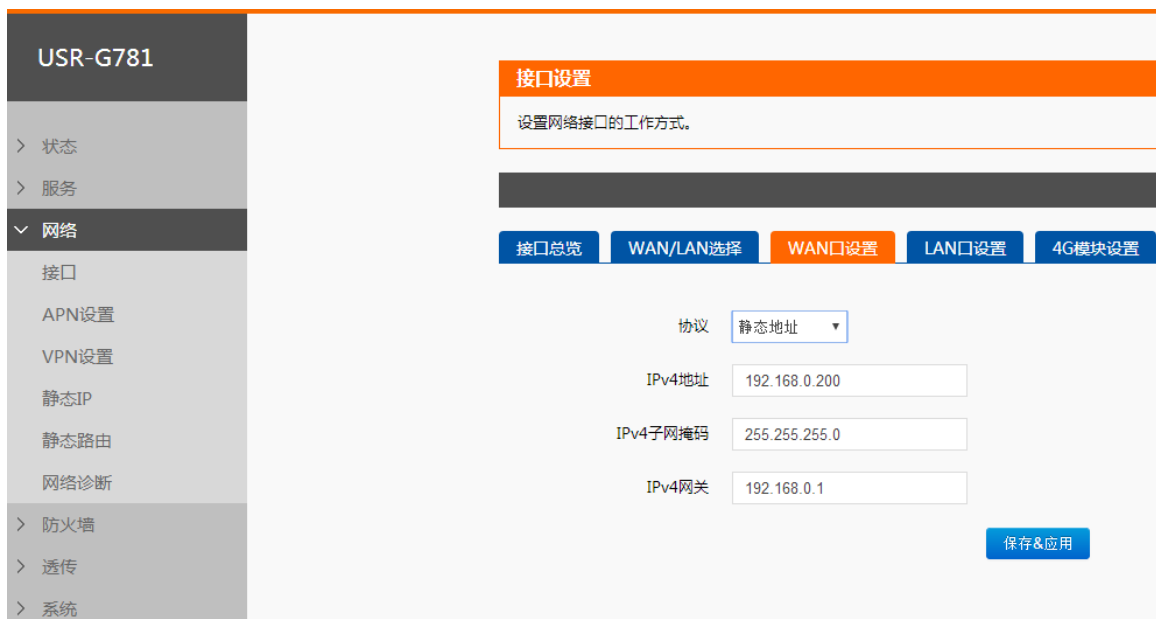 USR-G781
状态
服务
网络
接口
APN设置
VPN设置
静态IP
静态路由
网络诊断
防火墙
透传
系统
接口设置
设置网络接口的工作方式。
接口总览 WAN/LAN选择 WAN口设置 LAN口设置 4G模块设置
协议 静态地址
IPv4地址 192.168.0.200
IPv4子网掩码 255.255.255.0
IPv4网关 192.168.0.1
保存&应用